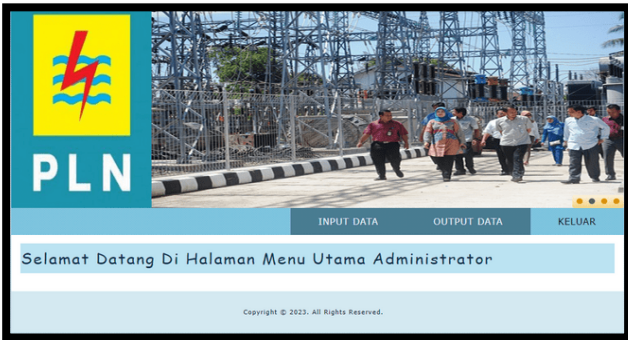 PLN
INPUT DATA OUTPUT DATA KELUAR
Selamat Datang Di Halaman Menu Utama Administrator
Copyright © 2023. All Rights Reserved.